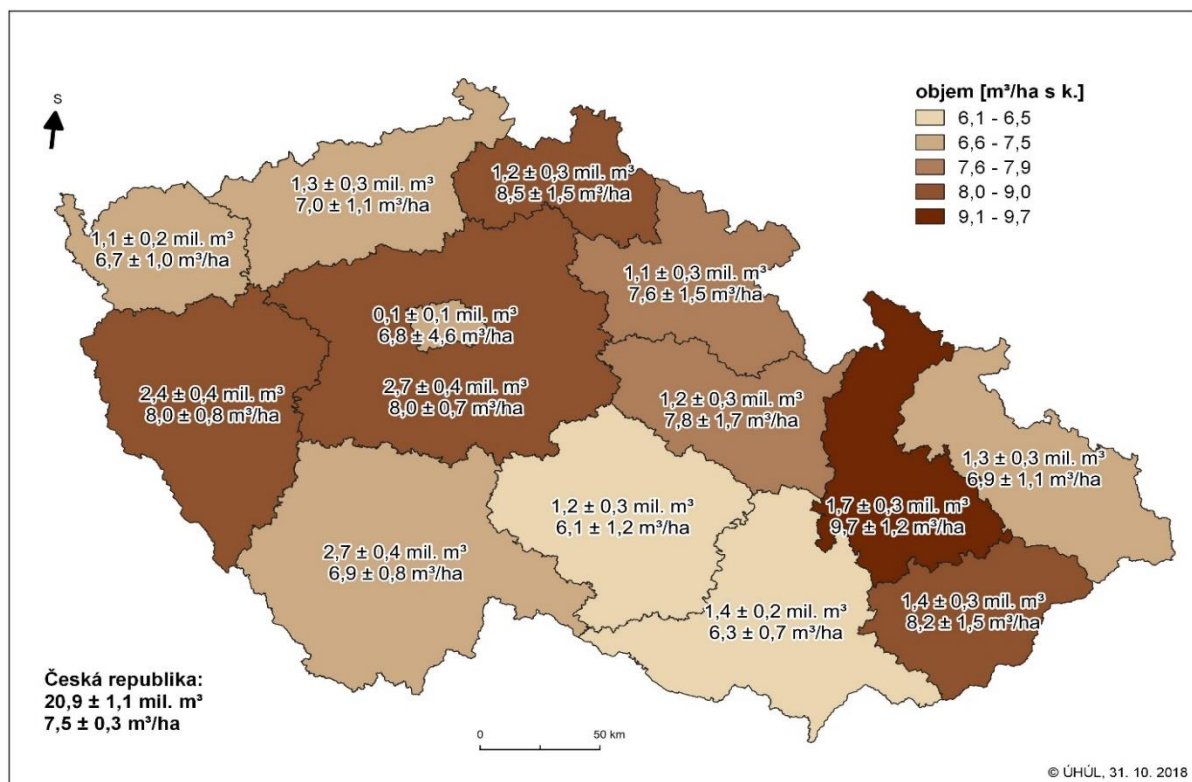 S
objem [m³/ha s k.]
6,1 - 6,5
6,6 - 7,5
7,6 - 7,9
8,0 - 9,0
9,1 - 9,7
1,2 ± 0,3 mil. m³
8,5 ± 1,5 m³/ha
1,3 ± 0,3 mil. m³
7,0 ± 1,1 m³/ha
1,1 ± 0,2 mil. m³
6,7 ± 1,0 m³/ha
1,1 ± 0,3 mil. m³
7,6 ± 1,5 m³/ha
0,1 ± 0,1 mil. m³
6,8 ± 4,6 m³/ha
2,4 ± 0,4 mil. m³
8,0 ± 0,8 m³/ha
2,7 ± 0,4 mil. m³
8,0 ± 0,7 m³/ha
1,2 ± 0,3 mil. m³
7,8 ± 1,7 m³/ha
1,3 ± 0,3 mil. m³
6,9 ± 1,1 m³/ha
1,2 ± 0,3 mil. m³
6,1 ± 1,2 m³/ha
1,7 ± 0,3 mil. m³
9,7 ± 1,2 m³/ha
2,7 ± 0,4 mil. m³
6,9 ± 0,8 m³/ha
1,4 ± 0,2 mil. m³
6,3 ± 0,7 m³/ha
1,4 ± 0,3 mil. m³
8,2 ± 1,5 m³/ha
Česká republika:
20,9 ± 1,1 mil. m³
7,5 ± 0,3 m³/ha
0 50 km
© ÚHÚL, 31. 10. 2018